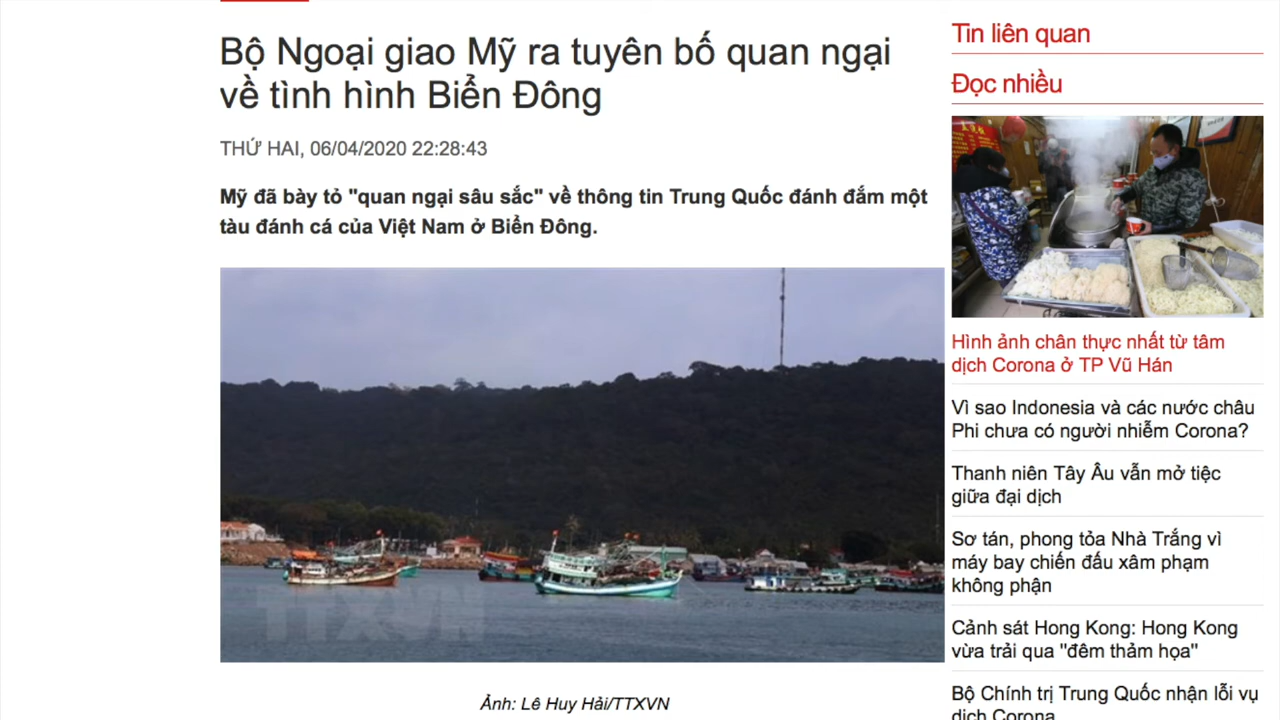 Bộ Ngoại giao Mỹ ra tuyên bố quan ngại
về tình hình Biển Đông
THỨ HAI, 06/04/2020 22:28:43
Mỹ đã bày tỏ "quan ngại sâu sắc" về thông tin Trung Quốc đánh đắm một
tàu đánh cá của Việt Nam ở Biển Đông.
TTXVN
Ảnh: Lê Huy Hải/TTXVN
Tin liên quan
Đọc nhiều
Hình ảnh chân thực nhất từ tâm
dịch Corona ở TP Vũ Hán
Vì sao Indonesia và các nước châu
Phi chưa có người nhiễm Corona?
Thanh niên Tây Âu vẫn mở tiệc
giữa đại dịch
Sơ tán, phong tỏa Nhà Trắng vì
máy bay chiến đấu xâm phạm
không phận
Cảnh sát Hong Kong: Hong Kong
vừa trải qua "đêm thảm họa"
Bộ Chính trị Trung Quốc nhận lỗi vụ
dịch Corona